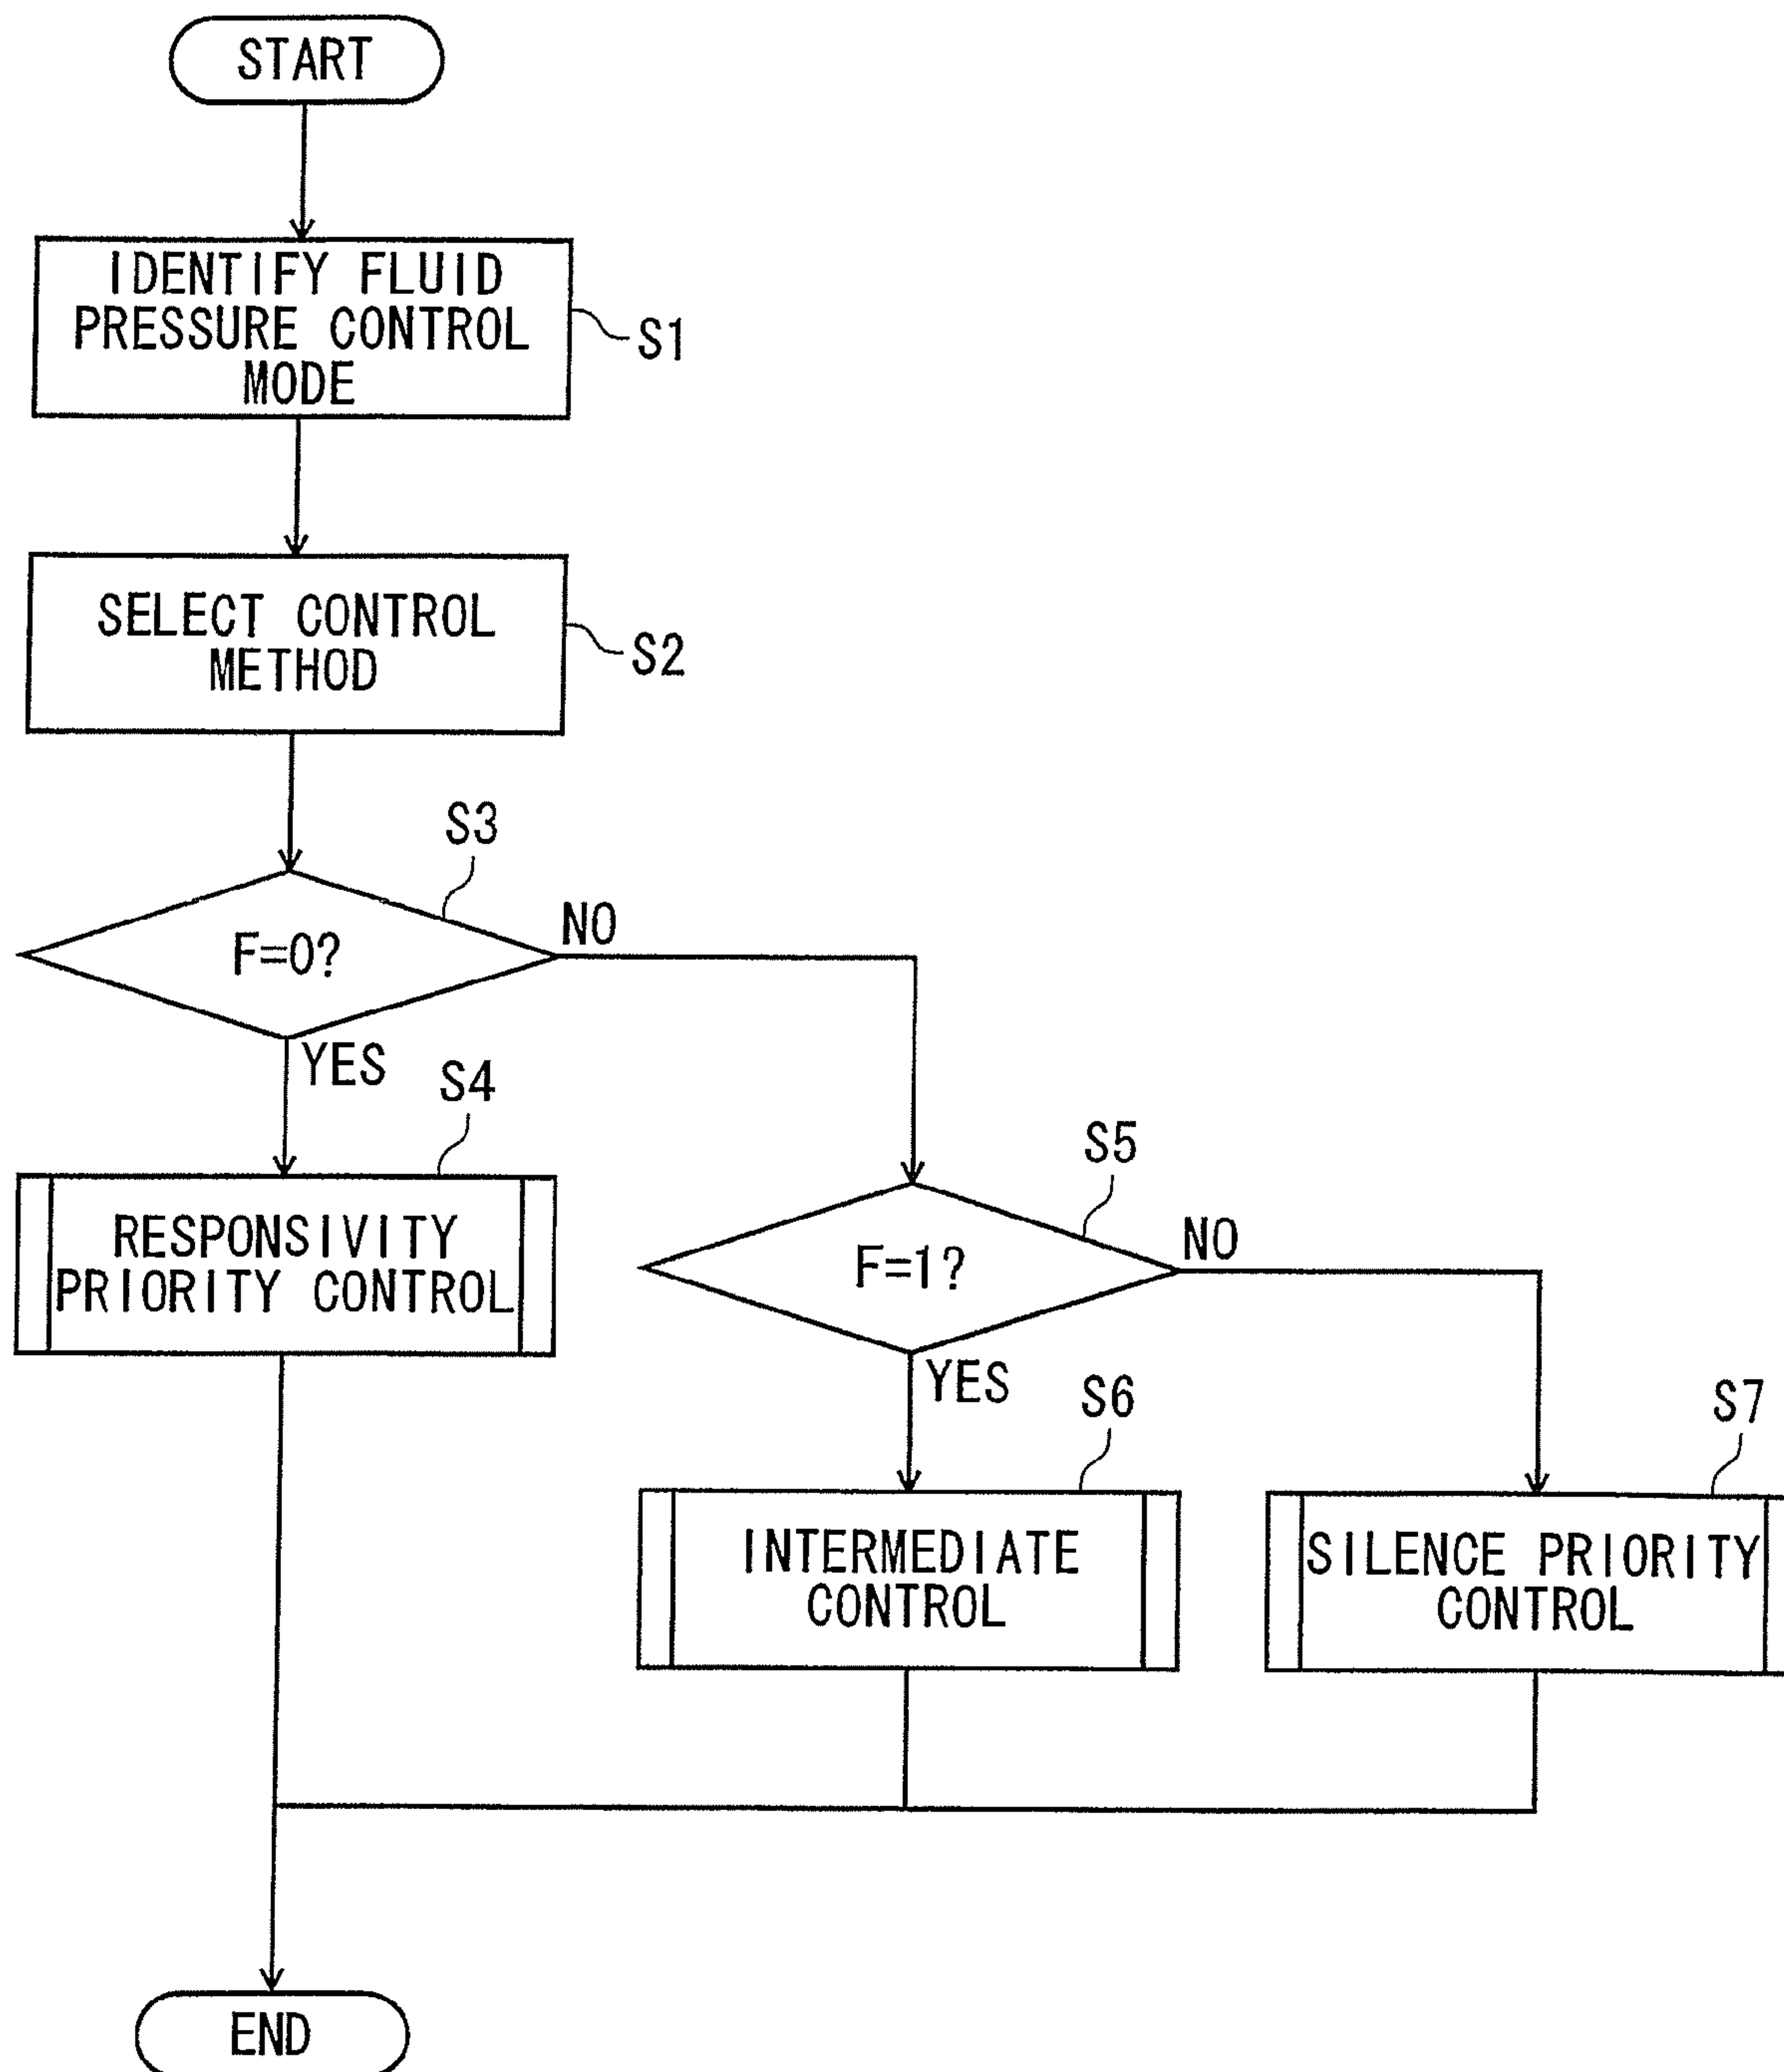 START
IDENTIFY FLUID
PRESSURE CONTROL
MODE
S1
SELECT CONTROL
METHOD
S2
S3
F=0?
NO
YES
S4
RESPONSIVITY
PRIORITY CONTROL
S5
F=1?
NO
YES
S6
INTERMEDIATE
CONTROL
S7
SILENCE PRIORITY
CONTROL
END